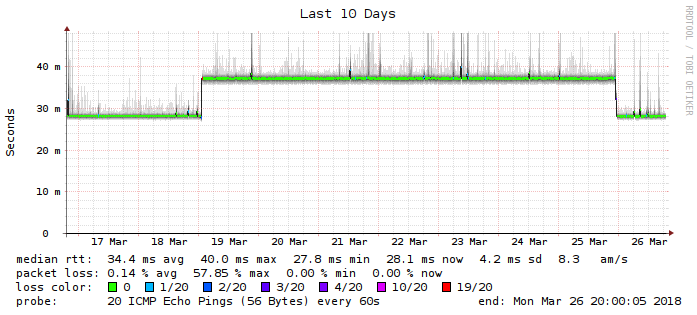 Last 10 Days
RRDTOOL / TOBI OETIKER
Seconds
40 m
30 m
20 m
10 m
0
17 Mar 18 Mar 19 Mar 20 Mar 21 Mar 22 Mar 23 Mar 24 Mar 25 Mar 26 Mar
median rtt: 34.4 ms avg 40.0 ms max 27.8 ms min 28.1 ms now 4.2 ms sd 8.3 am/s
packet loss: 0.14 % avg 57.85 % max 0.00 % min 0.00 % now
loss color: 0 1/20 2/20 3/20 4/20 10/20 19/20
probe: 20 ICMP Echo Pings (56 Bytes) every 60s end: Mon Mar 26 20:00:05 2018